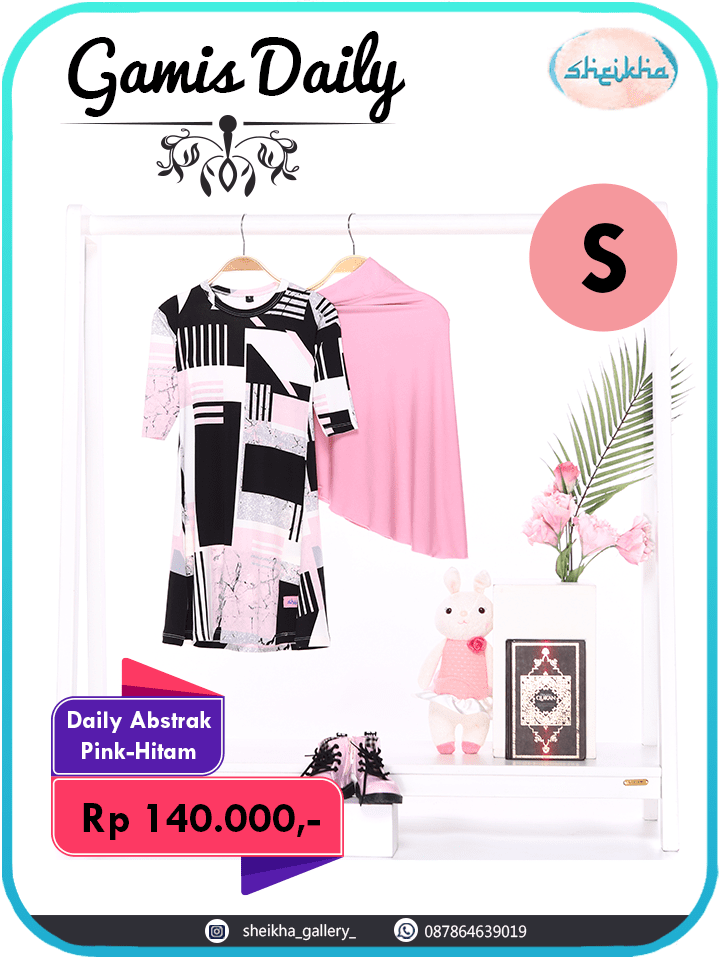 Gamis Daily
sheikha
S
Daily Abstrak
Pink-Hitam
Rp 140.000,-
sheikha_gallery_
087864639019